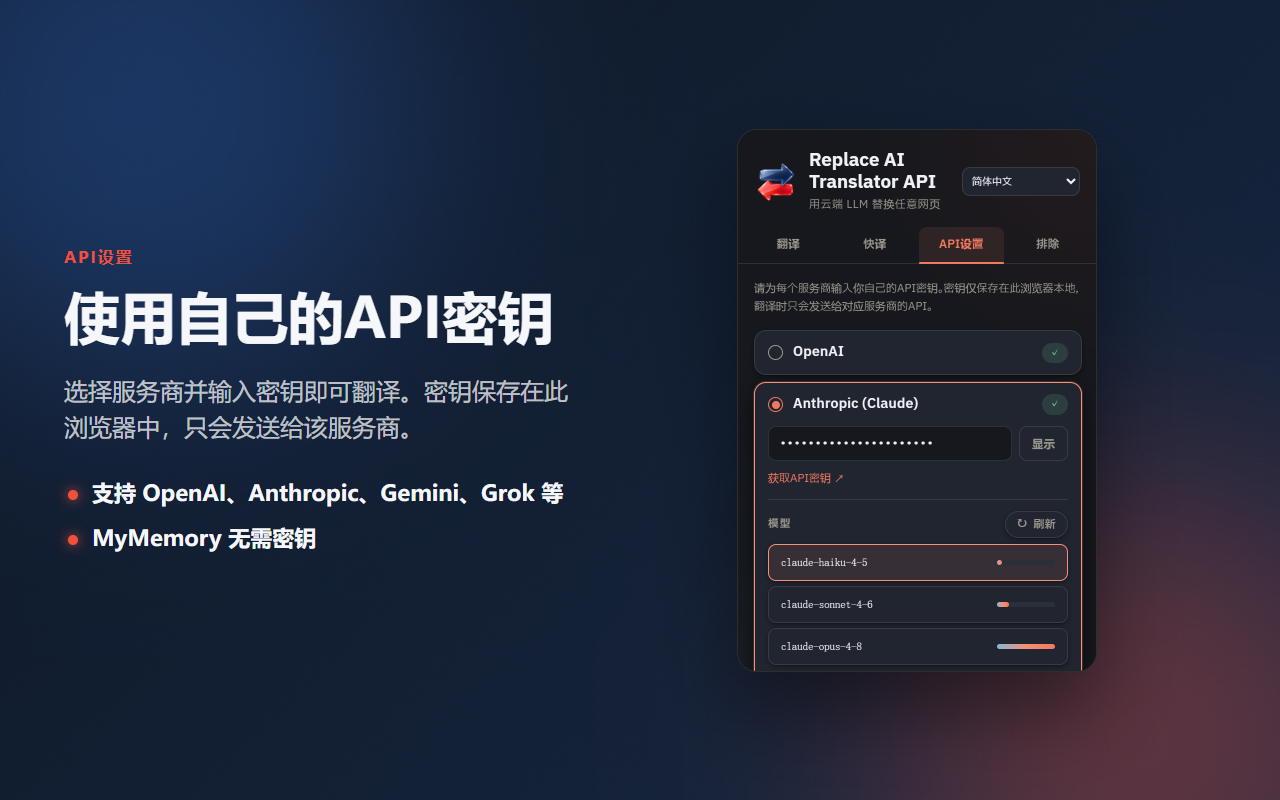 API设置
使用自己的API密钥
选择服务商并输入密钥即可翻译。密钥保存在此
浏览器中，只会发送给该服务商。
支持 OpenAI、Anthropic、Gemini、Grok 等
MyMemory 无需密钥
Replace AI
Translator API
用云端 LLM 替换任意网页
简体中文
翻译
快译
API设置
排除
请为每个服务商输入你自己的API密钥。密钥仅保存在此浏览器本地，
翻译时只会发送给对应服务商的API。
OpenAI
✓
Anthropic (Claude)
✓
••••••••••••••••••••••
显示
获取API密钥 ↗
模型
↻ 刷新
claude-haiku-4-5
claude-sonnet-4-6
claude-opus-4-8